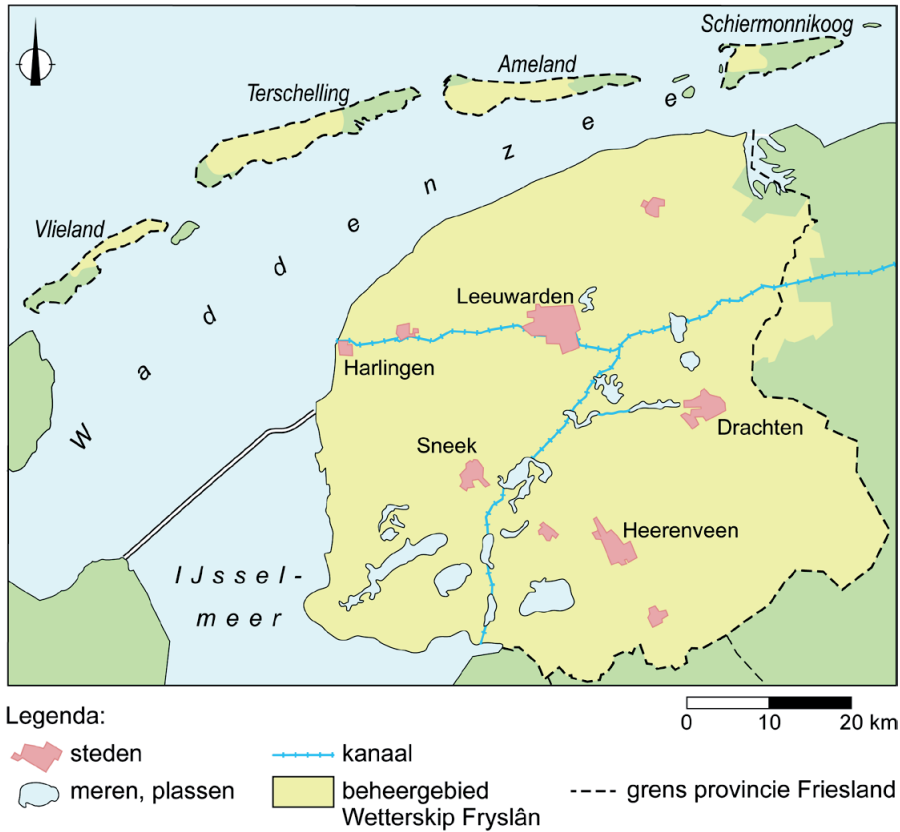 Schiermonnikoog
Ameland
Terschelling
Vlieland
Waddenzee
Leeuwarden
Harlingen
Drachten
Sneek
Heerenveen
IJssel-
meer
Legenda:
0 10 20 km
steden
kanaal
meren, plassen
beheergebied
Wetterskip Fryslân
grens provincie Friesland